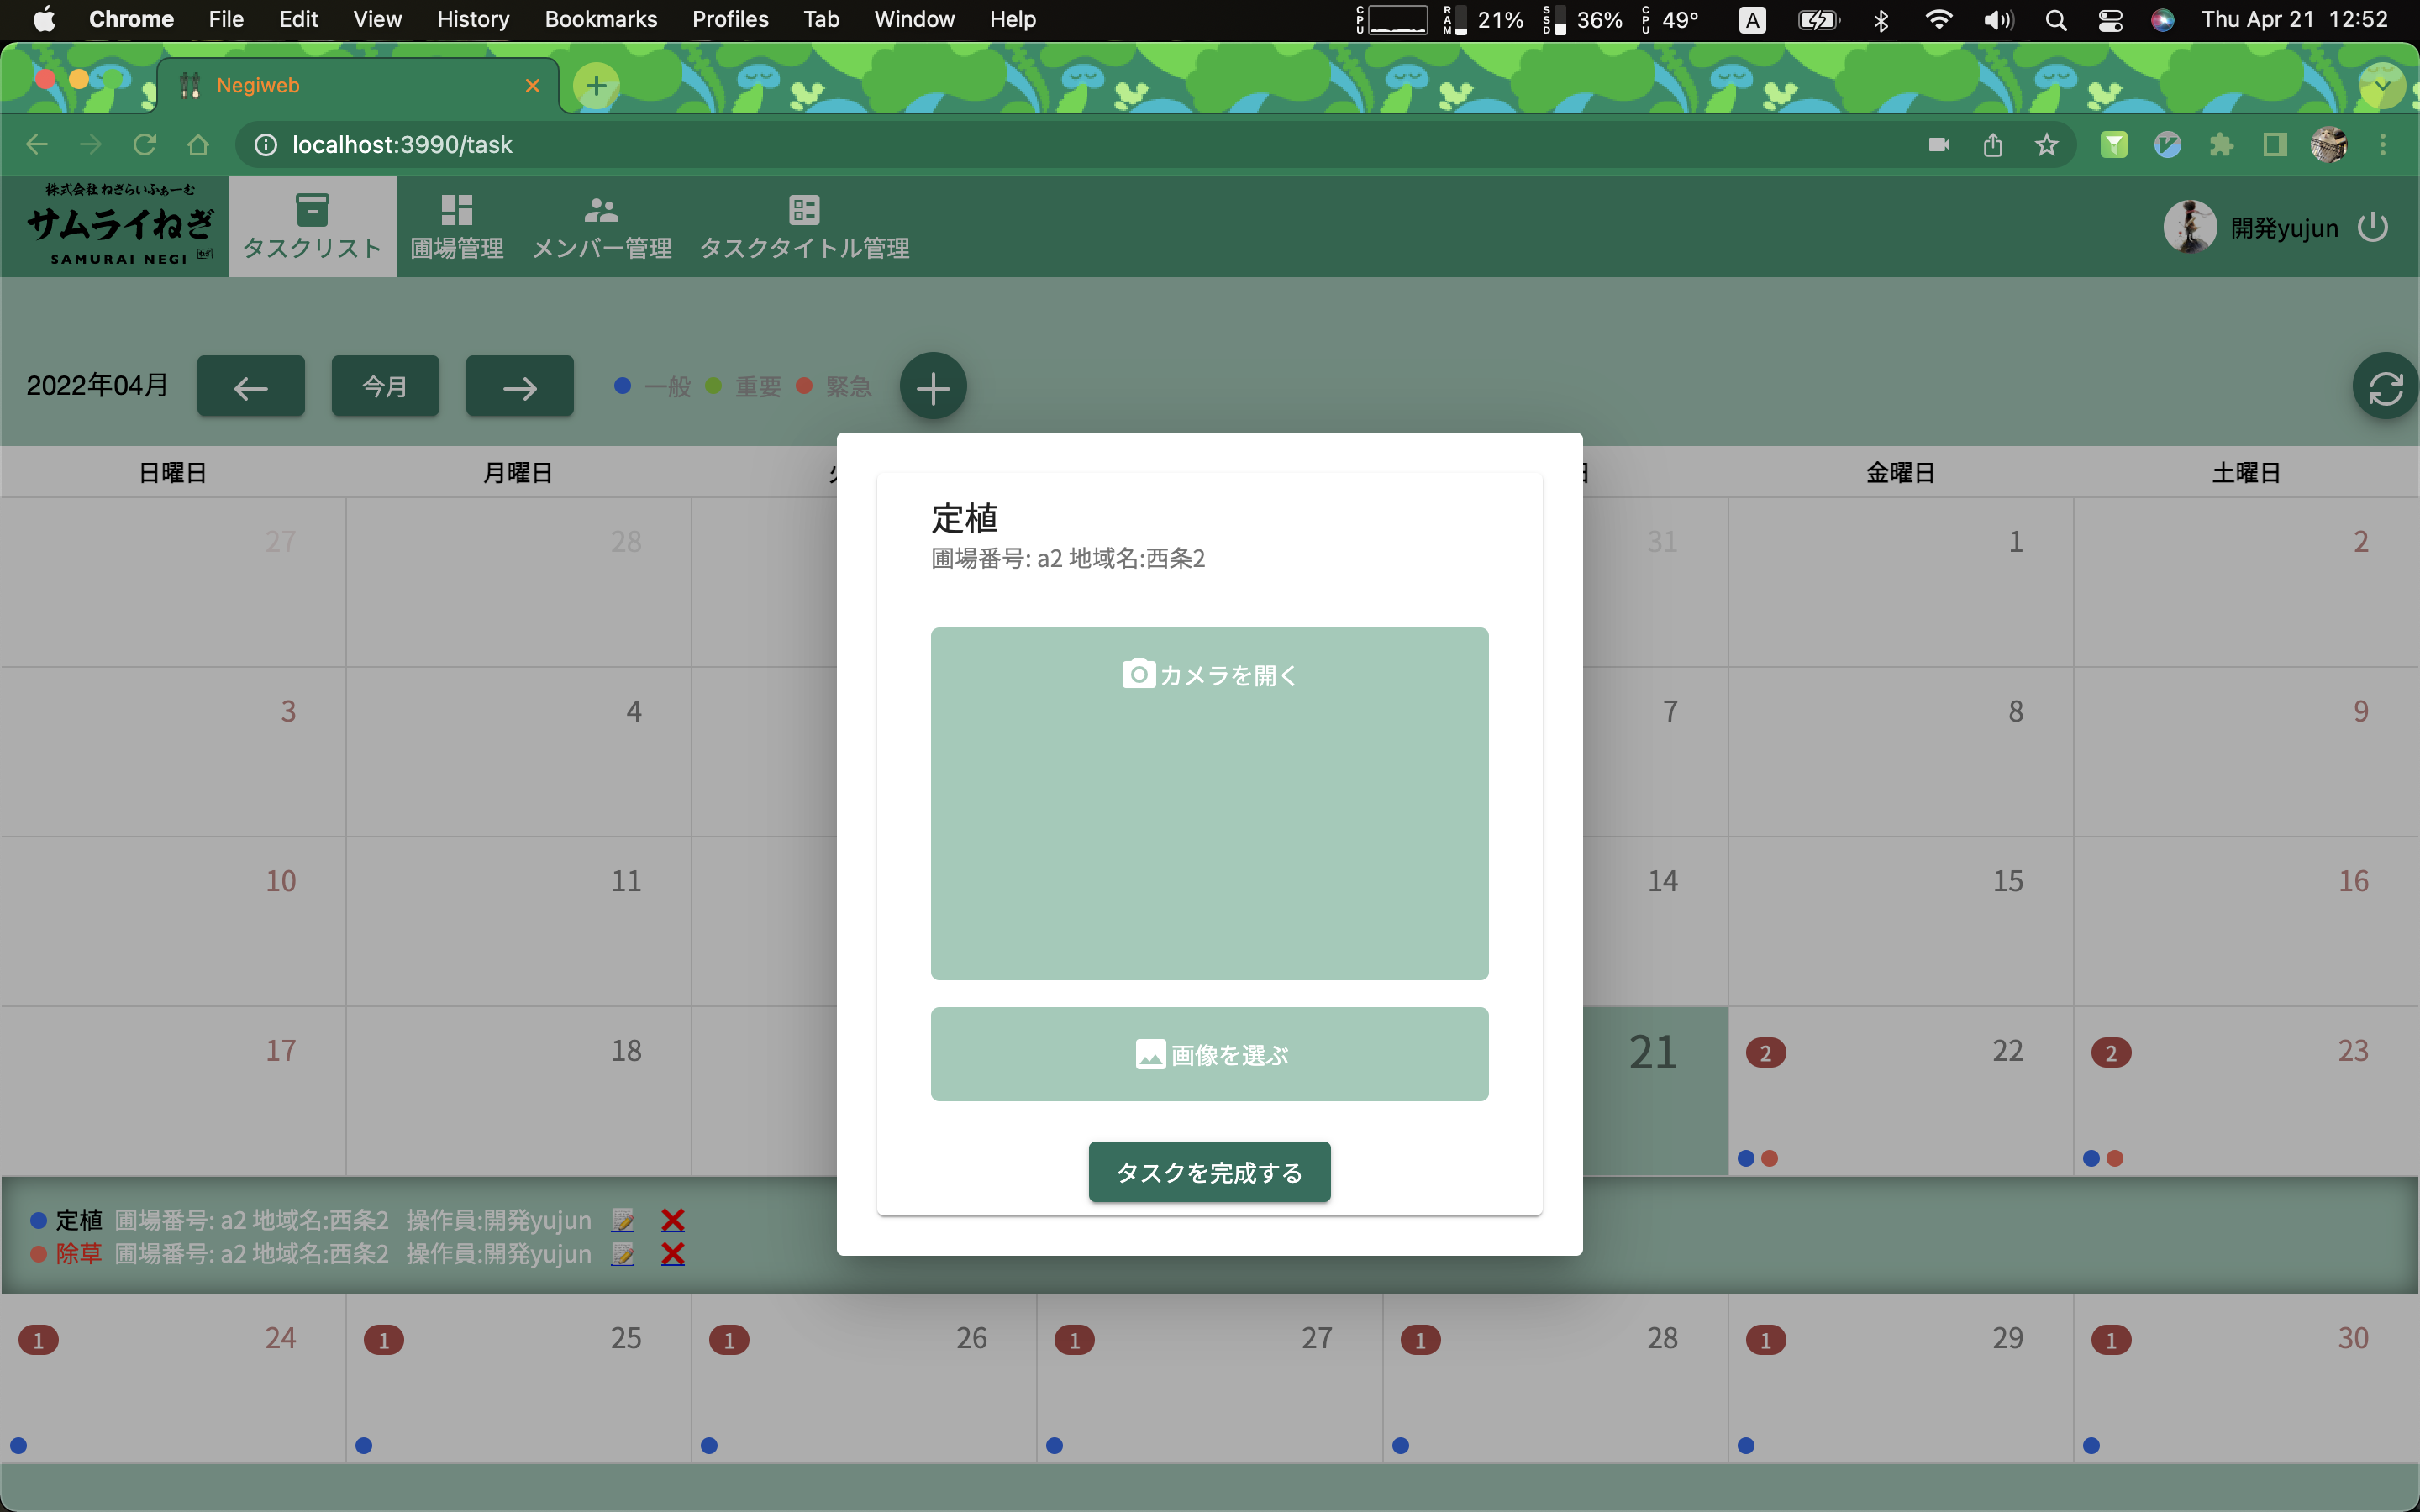 Chrome File Edit View History Bookmarks Profiles Tab Window Help CPU RAM 21% SSD 36% CPU 49° A Thu Apr 21 12:52
Negiweb
localhost:3990/task
株式会社 ねぎらいふぁーむ
サムライねぎ
SAMURAI NEGI
タスクリスト 圃場管理 メンバー管理 タスクタイトル管理 開発yujun
2022年04月 今月 一般 重要 緊急
日曜日 月曜日 金曜日 土曜日
27 28 31 1 2
3 4 7 8 9
10 11 14 15 16
17 18 21 2 22 2 23
定植
圃場番号: a2 地域名:西条2
カメラを開く
画像を選ぶ
タスクを完成する
定植 圃場番号: a2 地域名:西条2 操作員:開発yujun
除草 圃場番号: a2 地域名:西条2 操作員:開発yujun
1 24 1 25 1 26 1 27 1 28 1 29 1 30